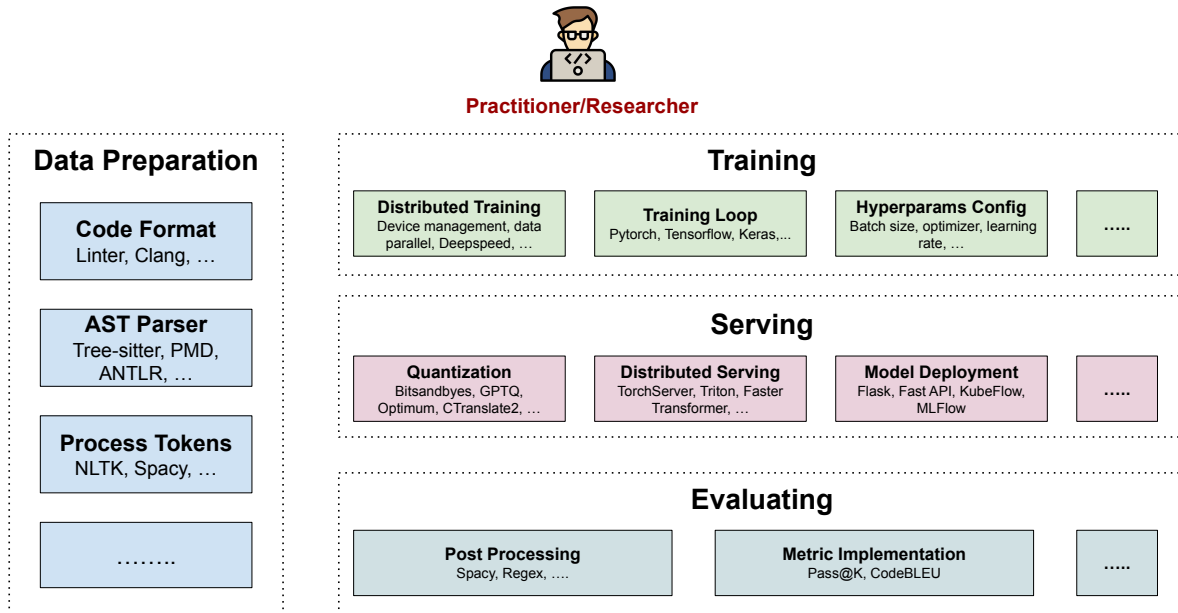 </>
Practitioner/Researcher
Data Preparation
Code Format
Linter, Clang, …
AST Parser
Tree-sitter, PMD,
ANTLR, …
Process Tokens
NLTK, Spacy, …
........
Training
Distributed Training
Device management, data
parallel, Deepspeed, …
Training Loop
Pytorch, Tensorflow, Keras,...
Hyperparams Config
Batch size, optimizer, learning
rate, …
.....
Serving
Quantization
Bitsandbyes, GPTQ,
Optimum, CTranslate2, …
Distributed Serving
TorchServer, Triton, Faster
Transformer, …
Model Deployment
Flask, Fast API, KubeFlow,
MLFlow
.....
Evaluating
Post Processing
Spacy, Regex, ….
Metric Implementation
Pass@K, CodeBLEU
.....